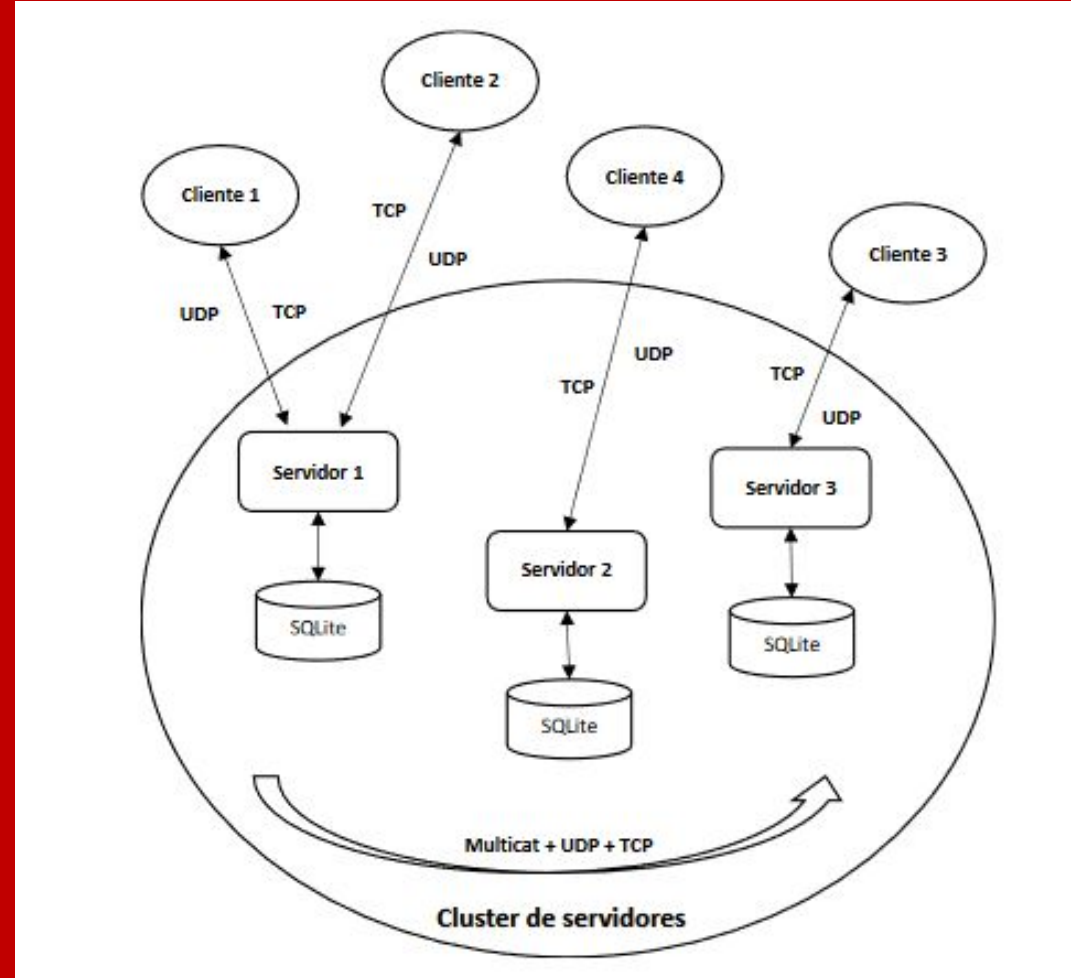 Cliente 2
Cliente 4
Cliente 1
TCP
Cliente 3
UDP
UDP
TCP
UDP
TCP
TCP
UDP
Servidor 1
Servidor 3
Servidor 2
SQLite
SQLite
SQLite
Multicat + UDP + TCP
Cluster de servidores